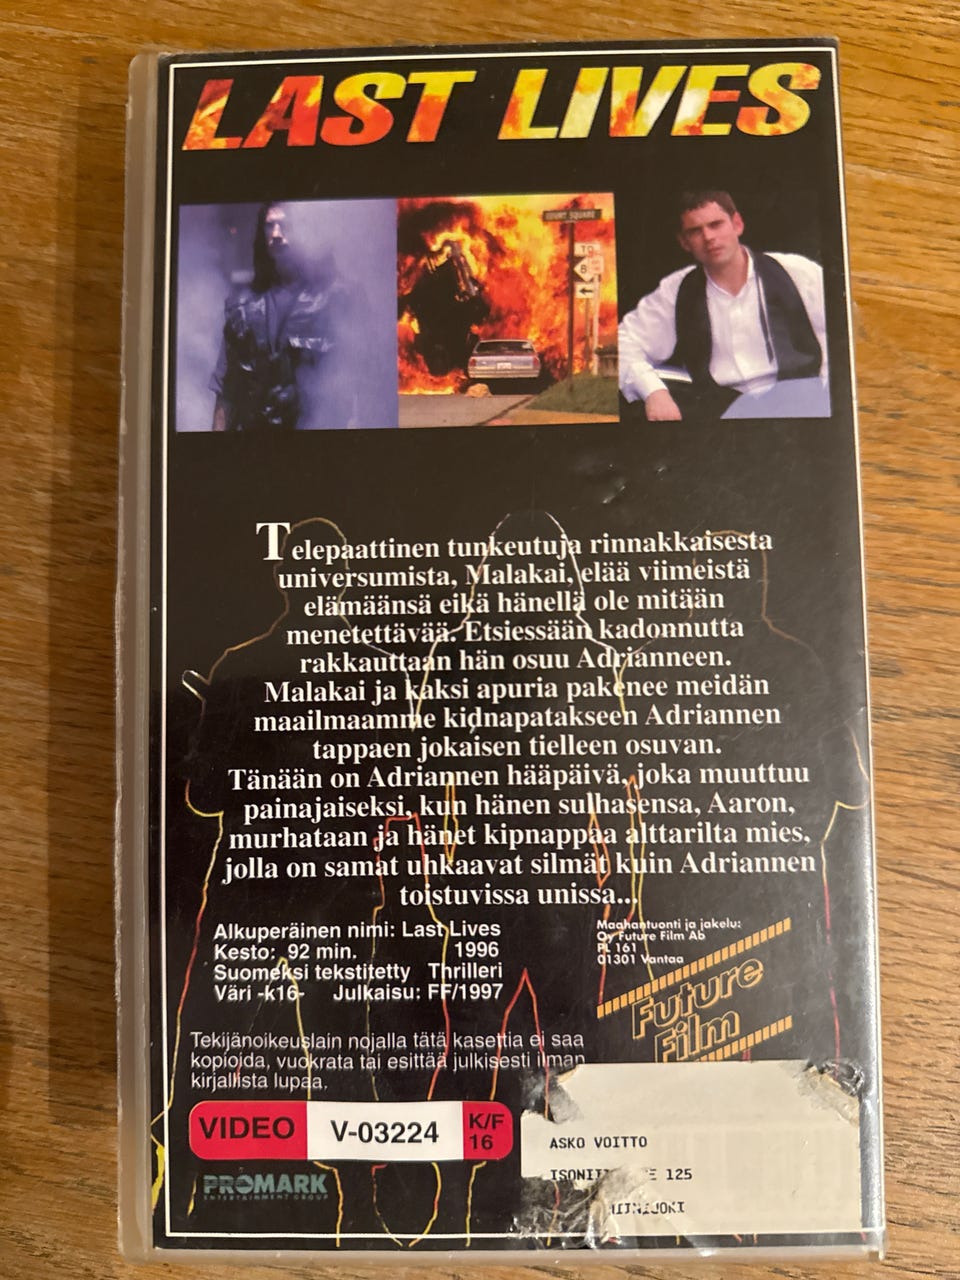 LAST LIVES
COURT SQUARE
TO
8
Telepaattinen tunkeutuja rinnakkaisesta
universumista, Malakai, elää viimeistä
elämäänsä eikä hänellä ole mitään
menetettävää. Etsiessään kadonnutta
rakkauttaan hän osuu Adrianneen.
Malakai ja kaksi apuria pakenee meidän
maailmaamme kidnapatakseen Adriannen
tappaen jokaisen tielleen osuvan.
Tänään on Adriannen hääpäivä, joka muuttuu
painajaiseksi, kun hänen sulhasensa, Aaron,
murhataan ja hänet kipnappaa alttarilta mies,
jolla on samat uhkaavat silmät kuin Adriannen
toistuvissa unissa...
Alkuperäinen nimi: Last Lives
Kesto: 92 min. 1996
Suomeksi tekstitetty Thrilleri
Väri -k16- Julkaisu: FF/1997
Maahantuonti ja jakelu:
Oy Future Film Ab
PL 161
01301 Vantaa
Future
Film
Tekijänoikeuslain nojalla tätä kasettia ei saa
kopioida, vuokrata tai esittää julkisesti ilman
kirjallista lupaa.
VIDEO V-03224 K/F
16
PROMARK
ENTERTAINMENT GROUP
ASKO VOITTO
125